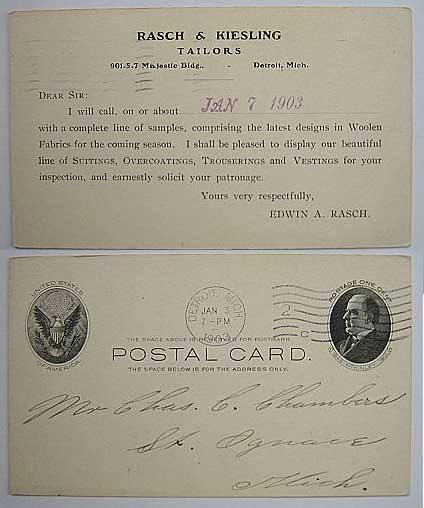 RASCH & KIESLING
TAILORS
901-5-7 Majestic Bldg., - Detroit, Mich.
DEAR SIR:
I will call, on or about JAN 7 1903
with a complete line of samples, comprising the latest designs in Woolen
Fabrics for the coming season. I shall be pleased to display our beautiful
line of SUITINGS, OVERCOATINGS, TROUSERINGS and VESTINGS for your
inspection, and earnestly solicit your patronage.
Yours very respectfully,
EDWIN A. RASCH.
UNITED STATES
OF AMERICA
DETROIT, MICH.
JAN 3
7-PM
1903
2
C
POSTAGE ONE CENT
THE SPACE ABOVE IS RESERVED FOR POSTMARK.
POSTAL CARD.
THE SPACE BELOW IS FOR THE ADDRESS ONLY.
Mr Chas. C. Chambers
St. Ignace
Mich.